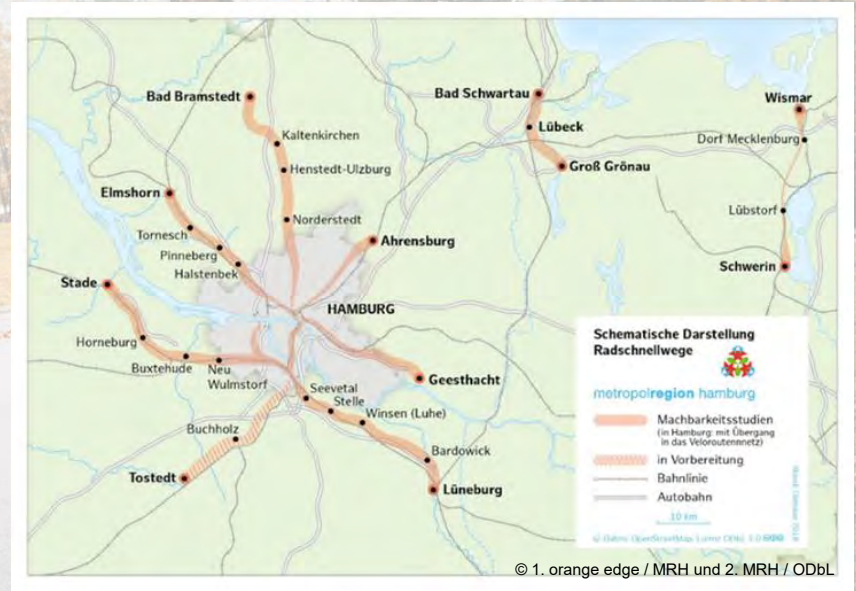 Bad Bramstedt
Kaltenkirchen
Henstedt-Ulzburg
Elmshorn
Norderstedt
Tornesch
Pinneberg
Halstenbek
Ahrensburg
Bad Schwartau
Lübeck
Groß Grönau
Wismar
Dorf Mecklenburg
Lübstorf
Schwerin
Stade
HAMBURG
Horneburg
Buxtehude
Neu
Wulmstorf
Geesthacht
Seevetal
Stelle
Winsen (Luhe)
Buchholz
Bardowick
Tostedt
Lüneburg
Schematische Darstellung
Radschnellwege
metropolregion hamburg
Machbarkeitsstudien
(in Hamburg: mit Übergang
in das Veloroutennnetz)
in Vorbereitung
Bahnlinie
Autobahn
10 km
© 1. orange edge / MRH und 2. MRH / ODbL